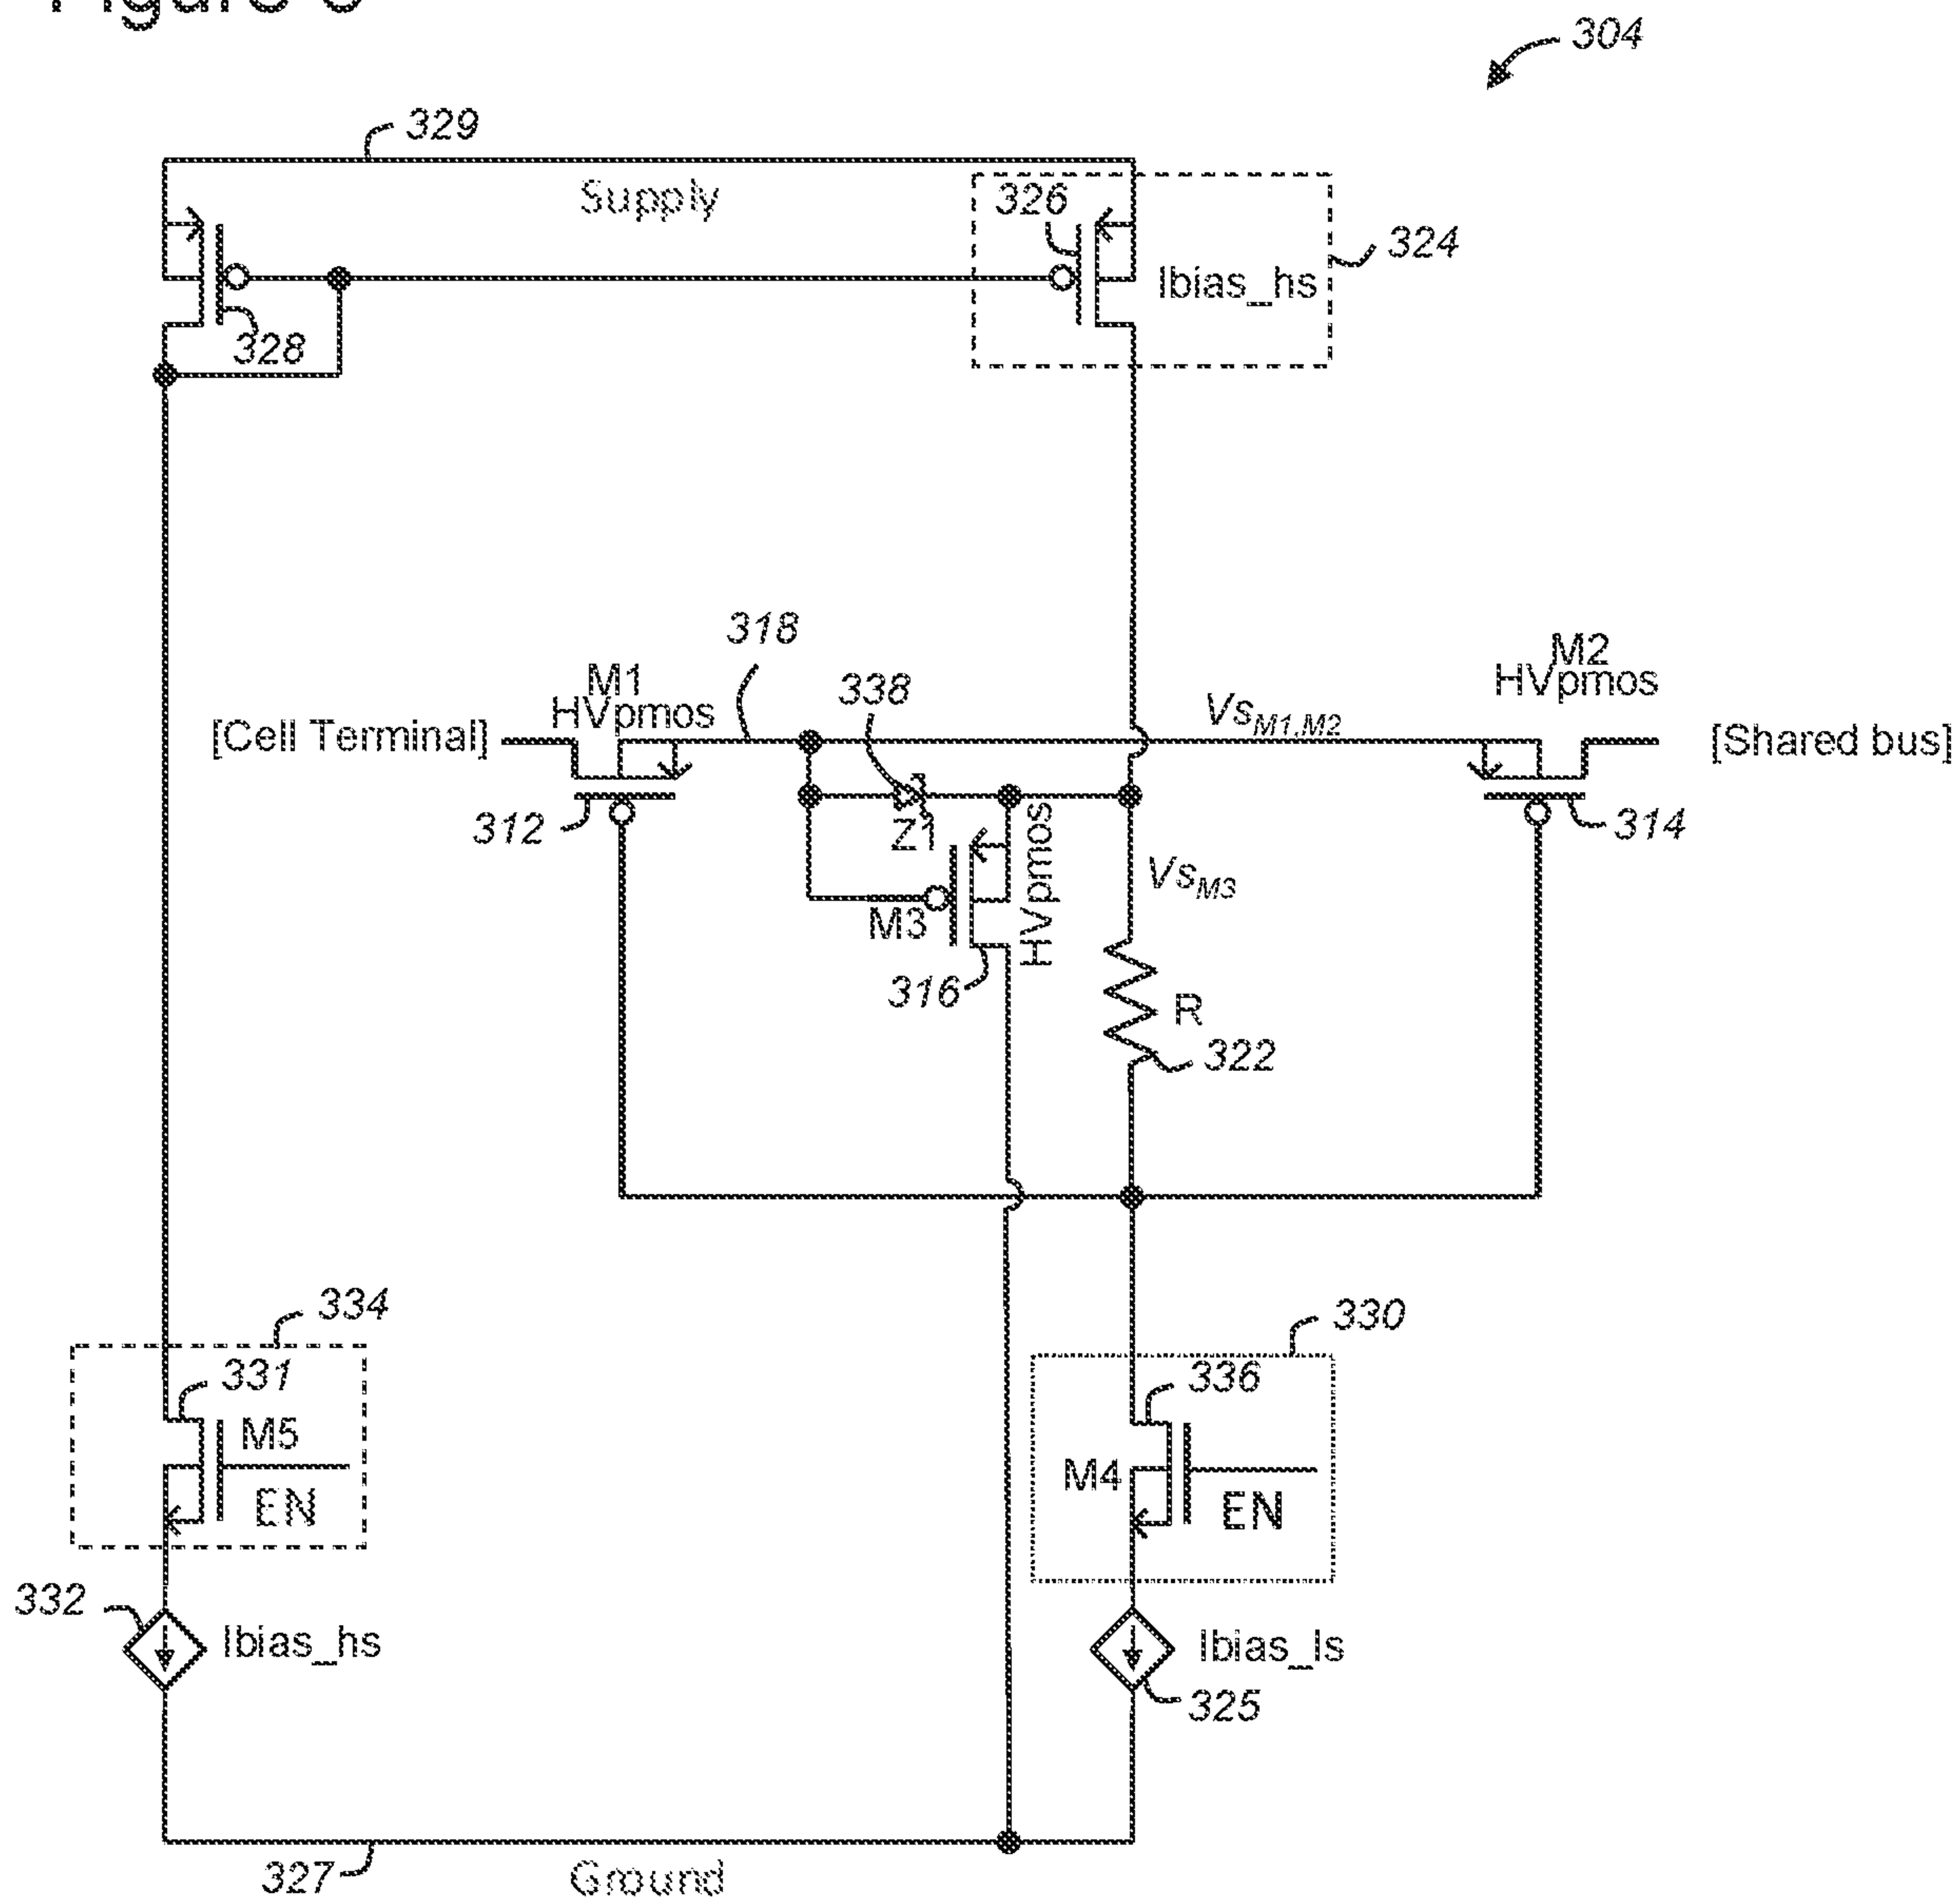 304
329
Supply
326
324
Ibias_hs
328
318
M1
HVpmos
338
VsM1,M2
M2
HVpmos
[Cell Terminal]
[Shared bus]
312
Z1
HVpmos
314
VsM3
M3
316
R
322
334
330
331
336
M5
M4
EN
EN
332
Ibias_hs
Ibias_ls
325
327
Ground